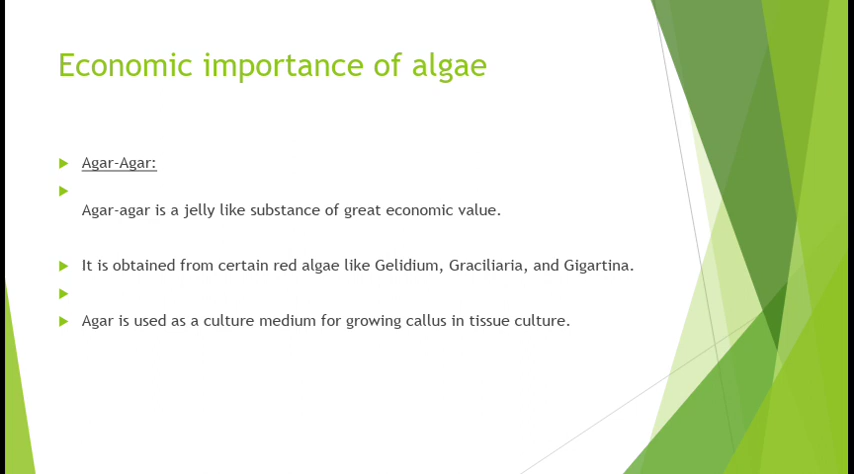 Economic importance of algae
Agar-Agar:
Agar-agar is a jelly like substance of great economic value.
It is obtained from certain red algae like Gelidium, Graciliaria, and Gigartina.
Agar is used as a culture medium for growing callus in tissue culture.